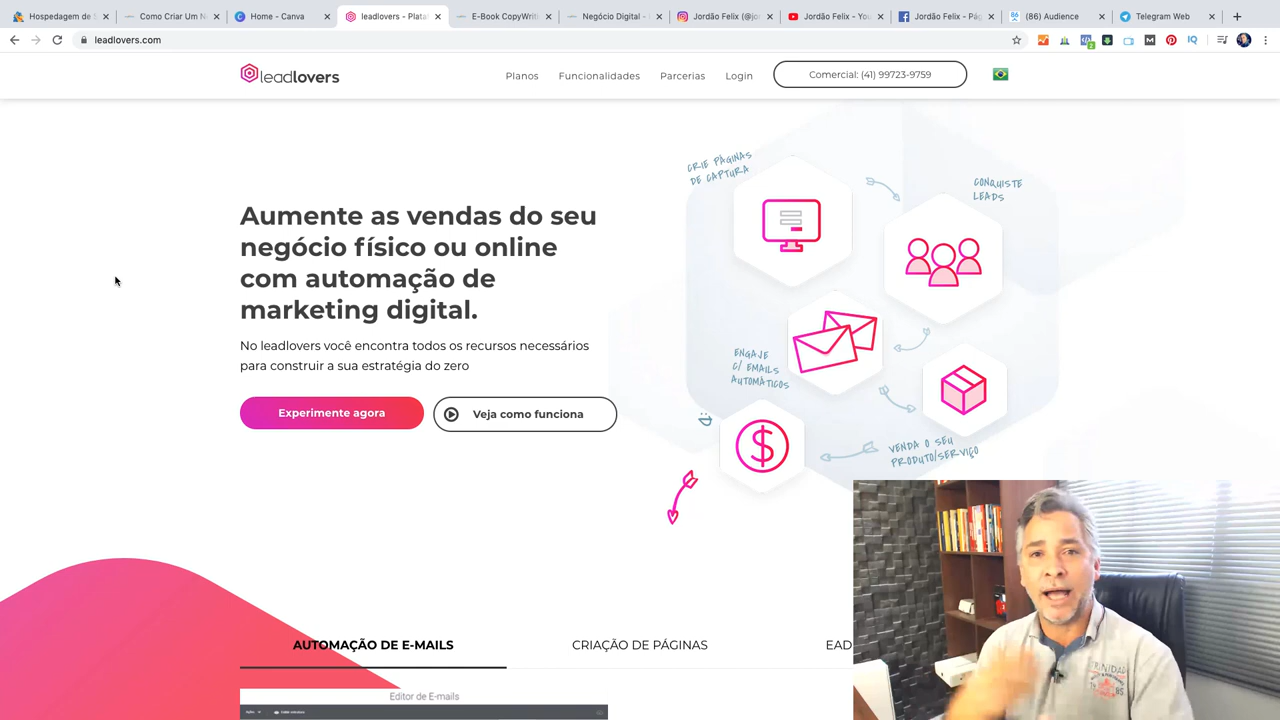 Hospedagem de S
Como Criar Um N
Home - Canva
leadlovers - Plata
E-Book CopyWrit
Negócio Digital -
Jordão Felix (@jo
Jordão Felix - You
Jordão Felix - Pág
(86) Audience
Telegram Web
leadlovers.com
leadlovers
Planos
Funcionalidades
Parcerias
Login
Comercial: (41) 99723-9759
CRIE PÁGINAS
DE CAPTURA
CONQUISTE
LEADS
Aumente as vendas do seu
negócio físico ou online
com automação de
marketing digital.
No leadlovers você encontra todos os recursos necessários
para construir a sua estratégia do zero
ENGAJE
C/ EMAILS
AUTOMÁTICOS
Experimente agora
Veja como funciona
VENDA O SEU
PRODUTO/SERVIÇO
AUTOMAÇÃO DE E-MAILS
CRIAÇÃO DE PÁGINAS
EAD
Editor de E-mails
TRINIDAD